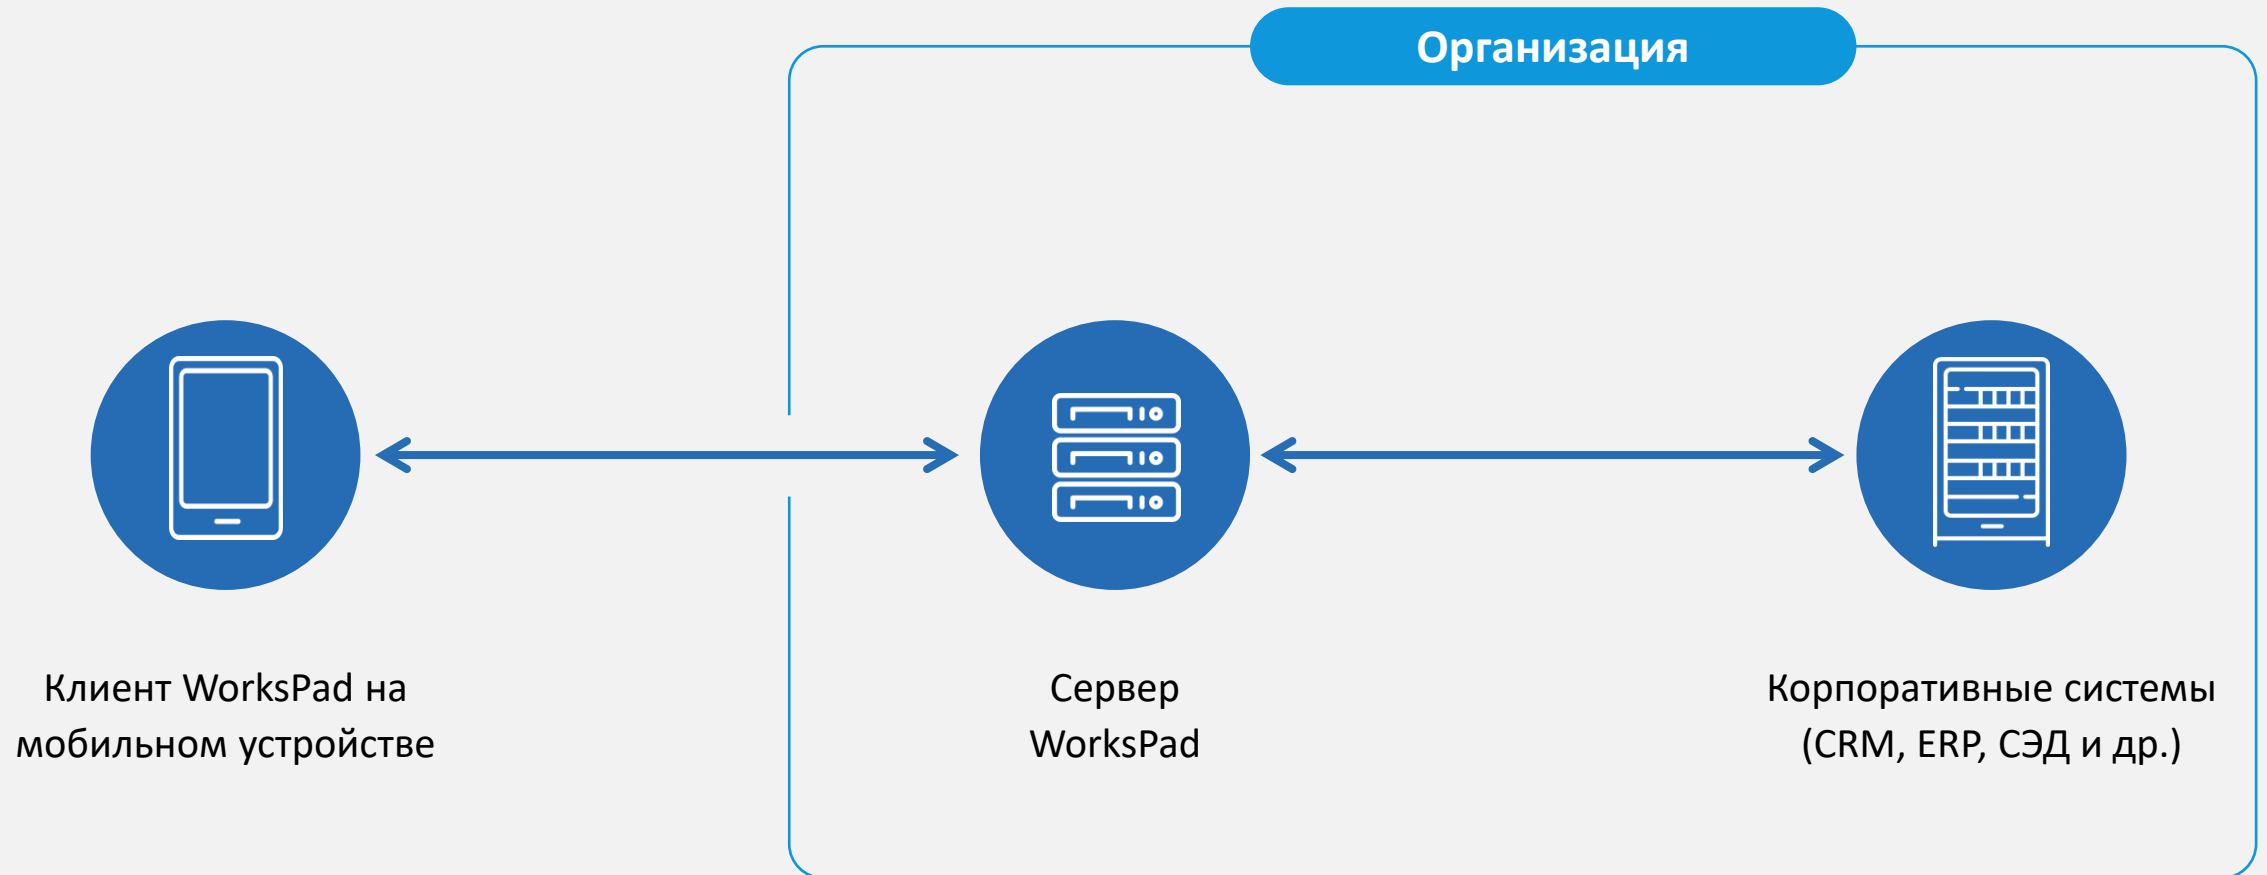 Организация
Клиент WorksPad на
мобильном устройстве
Сервер
WorksPad
Корпоративные системы
(CRM, ERP, СЭД и др.)